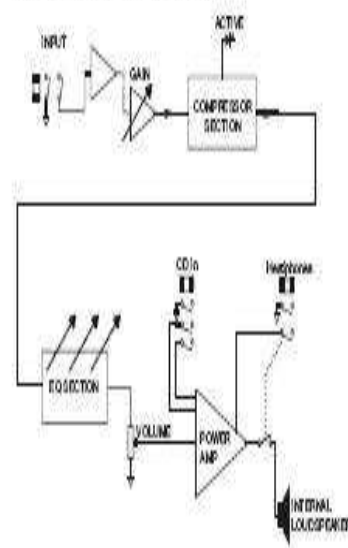 ACTIVE
INPUT
GAIN
COMPRESSOR
SECTION
CD In
Headphones
EQ SECTION
VOLUME
POWER
AMP
INTERNAL
LOUDSPEAKER